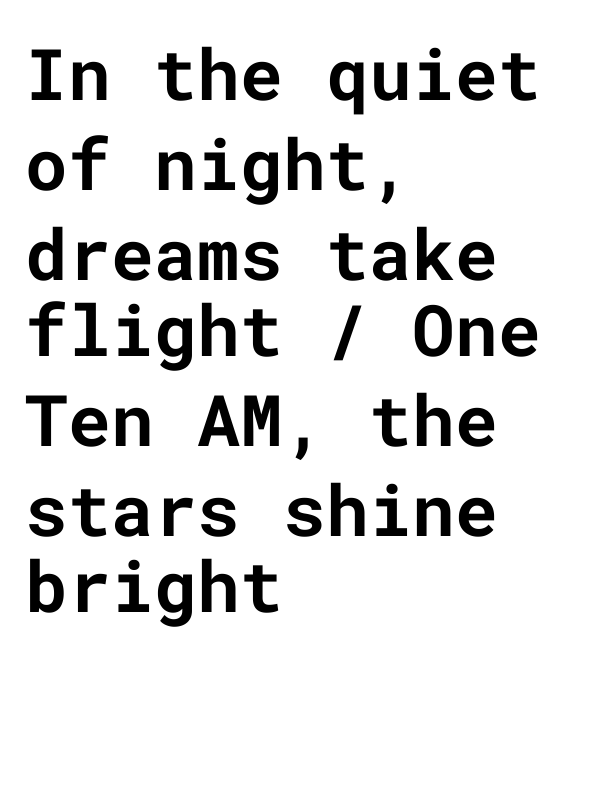 In the quiet
of night,
dreams take
flight / One
Ten AM, the
stars shine
bright